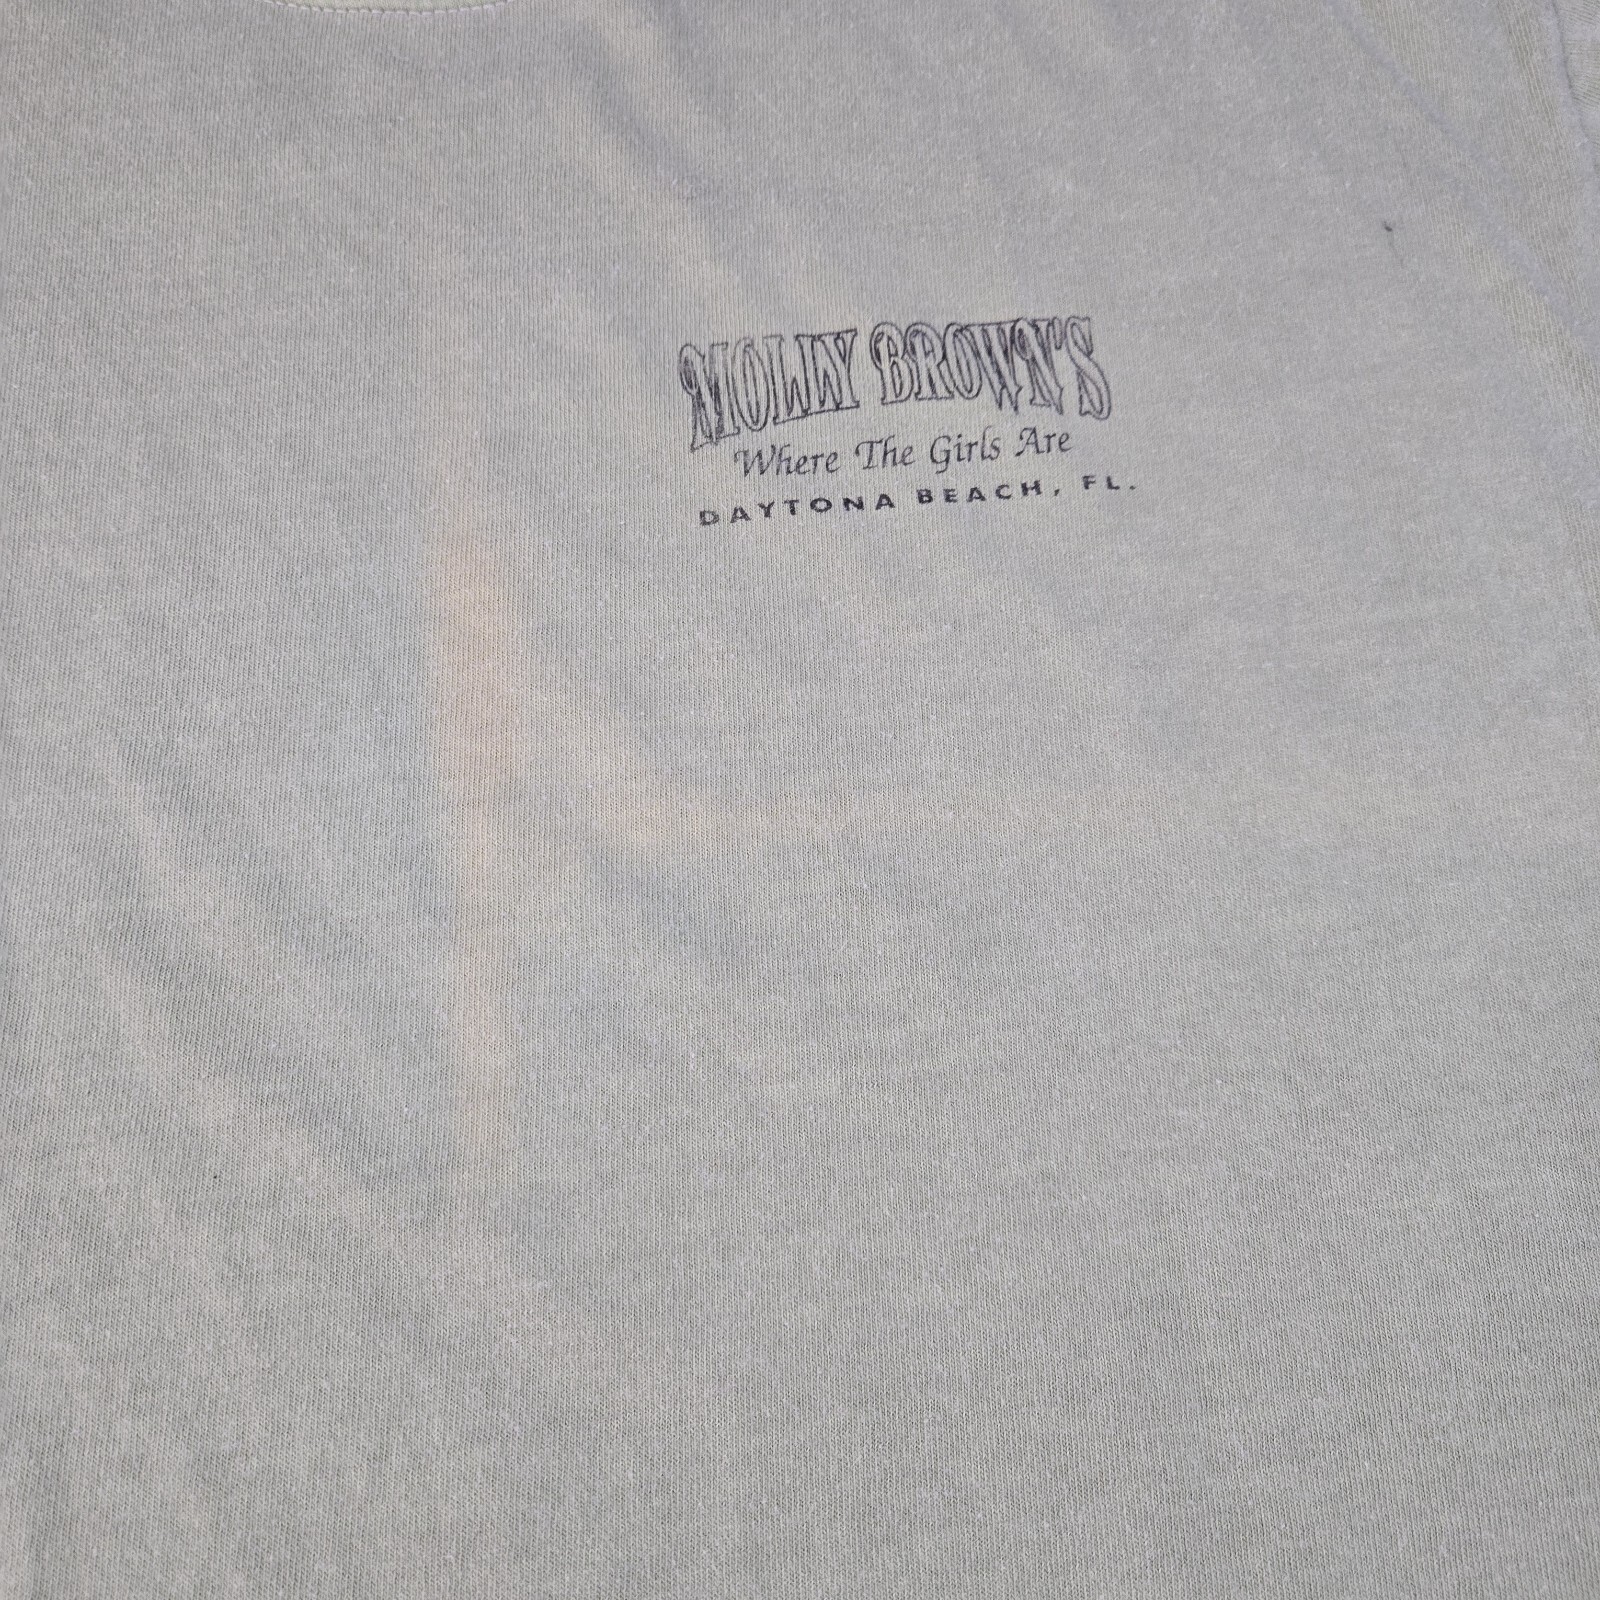 MOLLY BROWN'S
Where The Girls Are
DAYTONA BEACH, FL.